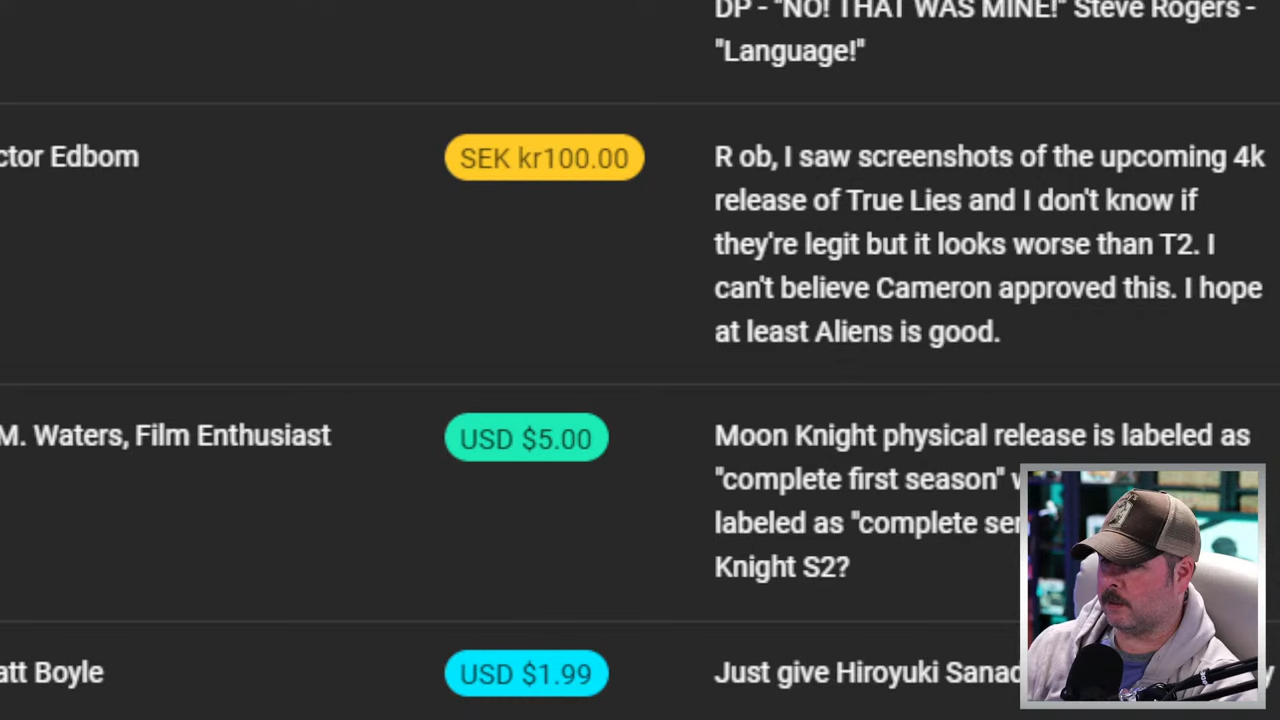 DP - "NO! THAT WAS MINE!" Steve Rogers -
"Language!"
ctor Edbom
SEK kr100.00
R ob, I saw screenshots of the upcoming 4k
release of True Lies and I don't know if
they're legit but it looks worse than T2. I
can't believe Cameron approved this. I hope
at least Aliens is good.
M. Waters, Film Enthusiast
USD $5.00
Moon Knight physical release is labeled as
"complete first season"
labeled as "complete
Knight S2?
att Boyle
USD $1.99
Just give Hiroyuki